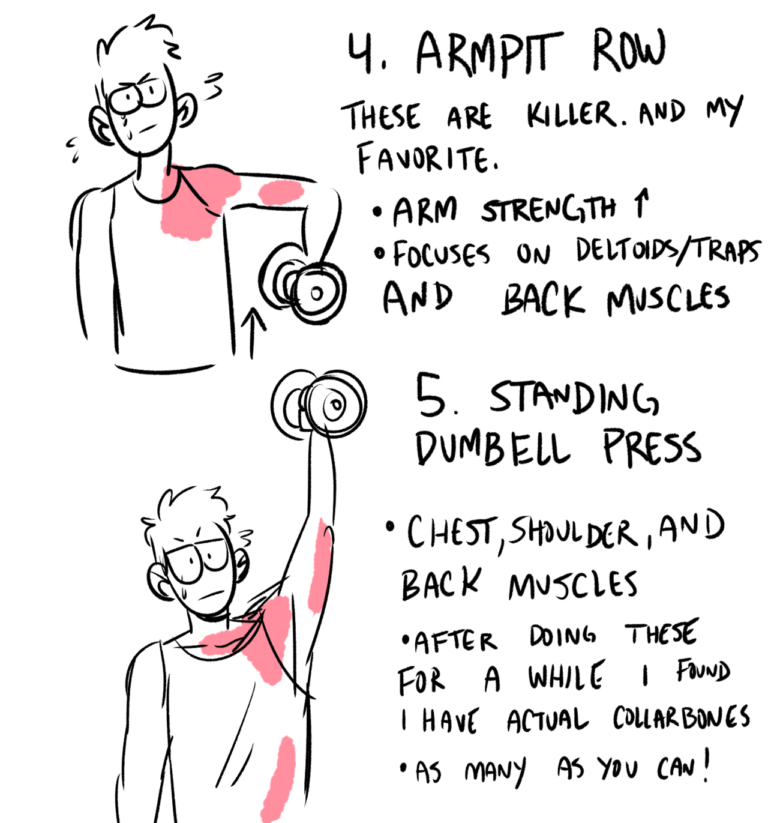 4. ARMPIT ROW
THESE ARE KILLER. AND MY
FAVORITE.
• ARM STRENGTH ↑
• FOCUSES ON DELTOIDS/TRAPS
AND BACK MUSCLES
5. STANDING
DUMBELL PRESS
• CHEST, SHOULDER, AND
BACK MUSCLES
• AFTER DOING THESE
FOR A WHILE I FOUND
I HAVE ACTUAL COLLARBONES
• AS MANY AS YOU CAN!